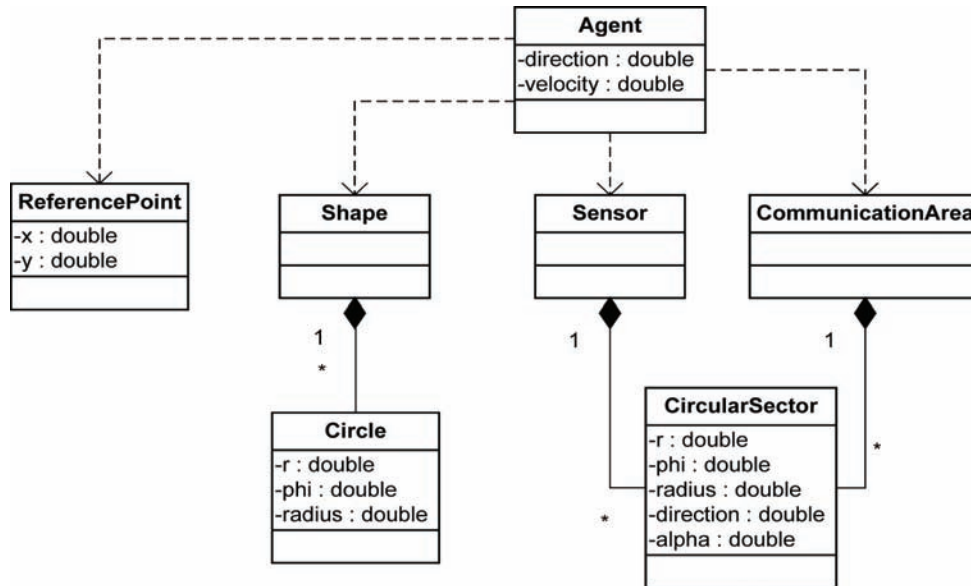 Agent
-direction : double
-velocity : double
ReferencePoint
-x : double
-y : double
Shape
Sensor
CommunicationArea
1
*
1
*
1
*
Circle
-r : double
-phi : double
-radius : double
CircularSector
-r : double
-phi : double
-radius : double
-direction : double
-alpha : double